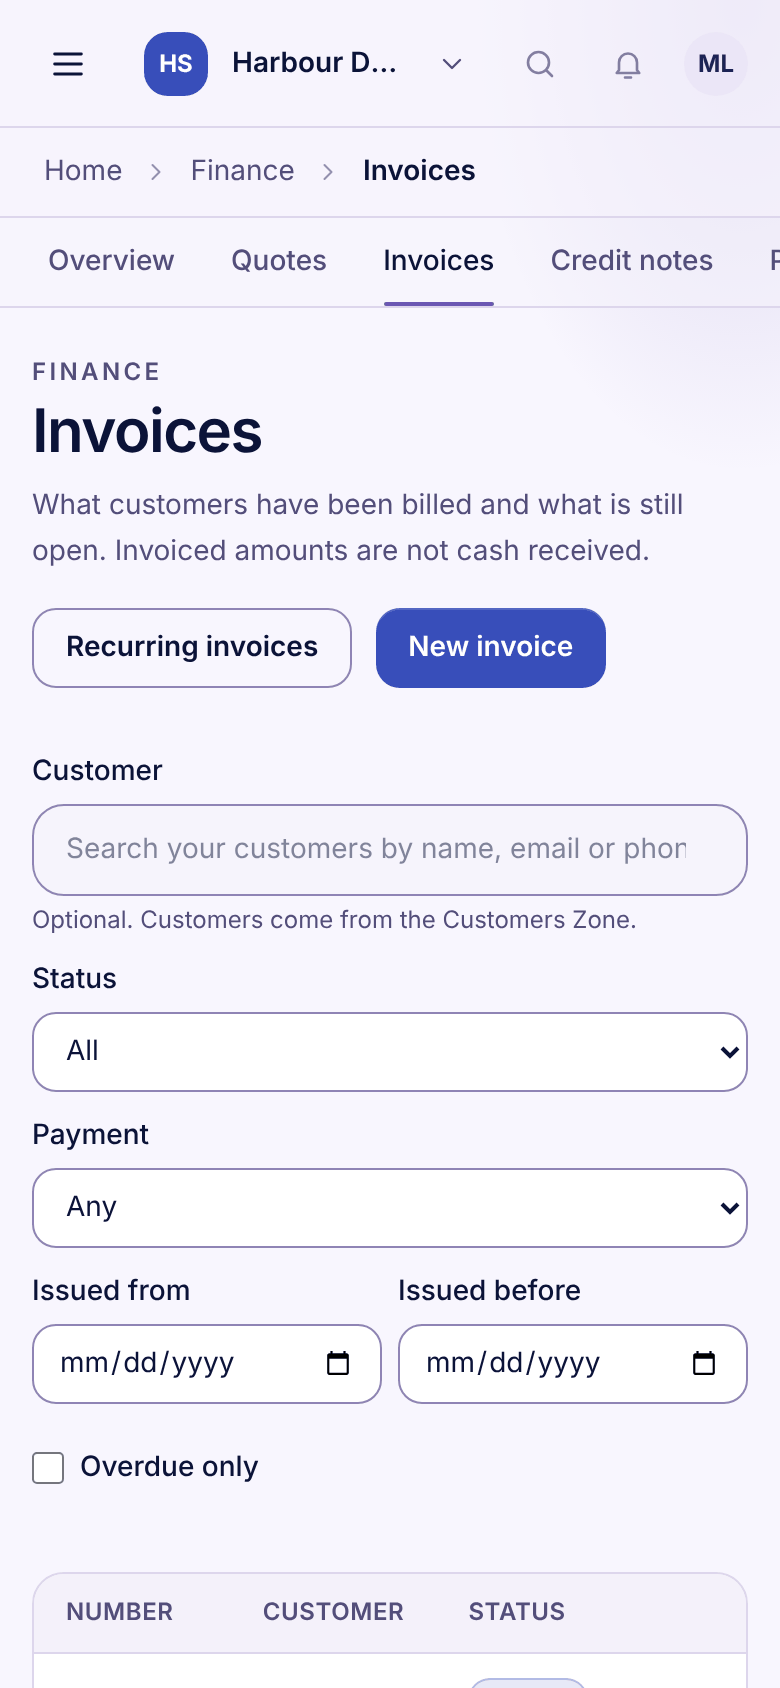 HS Harbour D... ML
Home Finance Invoices
Overview Quotes Invoices Credit notes
FINANCE
Invoices
What customers have been billed and what is still
open. Invoiced amounts are not cash received.
Recurring invoices New invoice
Customer
Search your customers by name, email or phon
Optional. Customers come from the Customers Zone.
Status
All
Payment
Any
Issued from Issued before
mm/dd/yyyy mm/dd/yyyy
Overdue only
NUMBER CUSTOMER STATUS